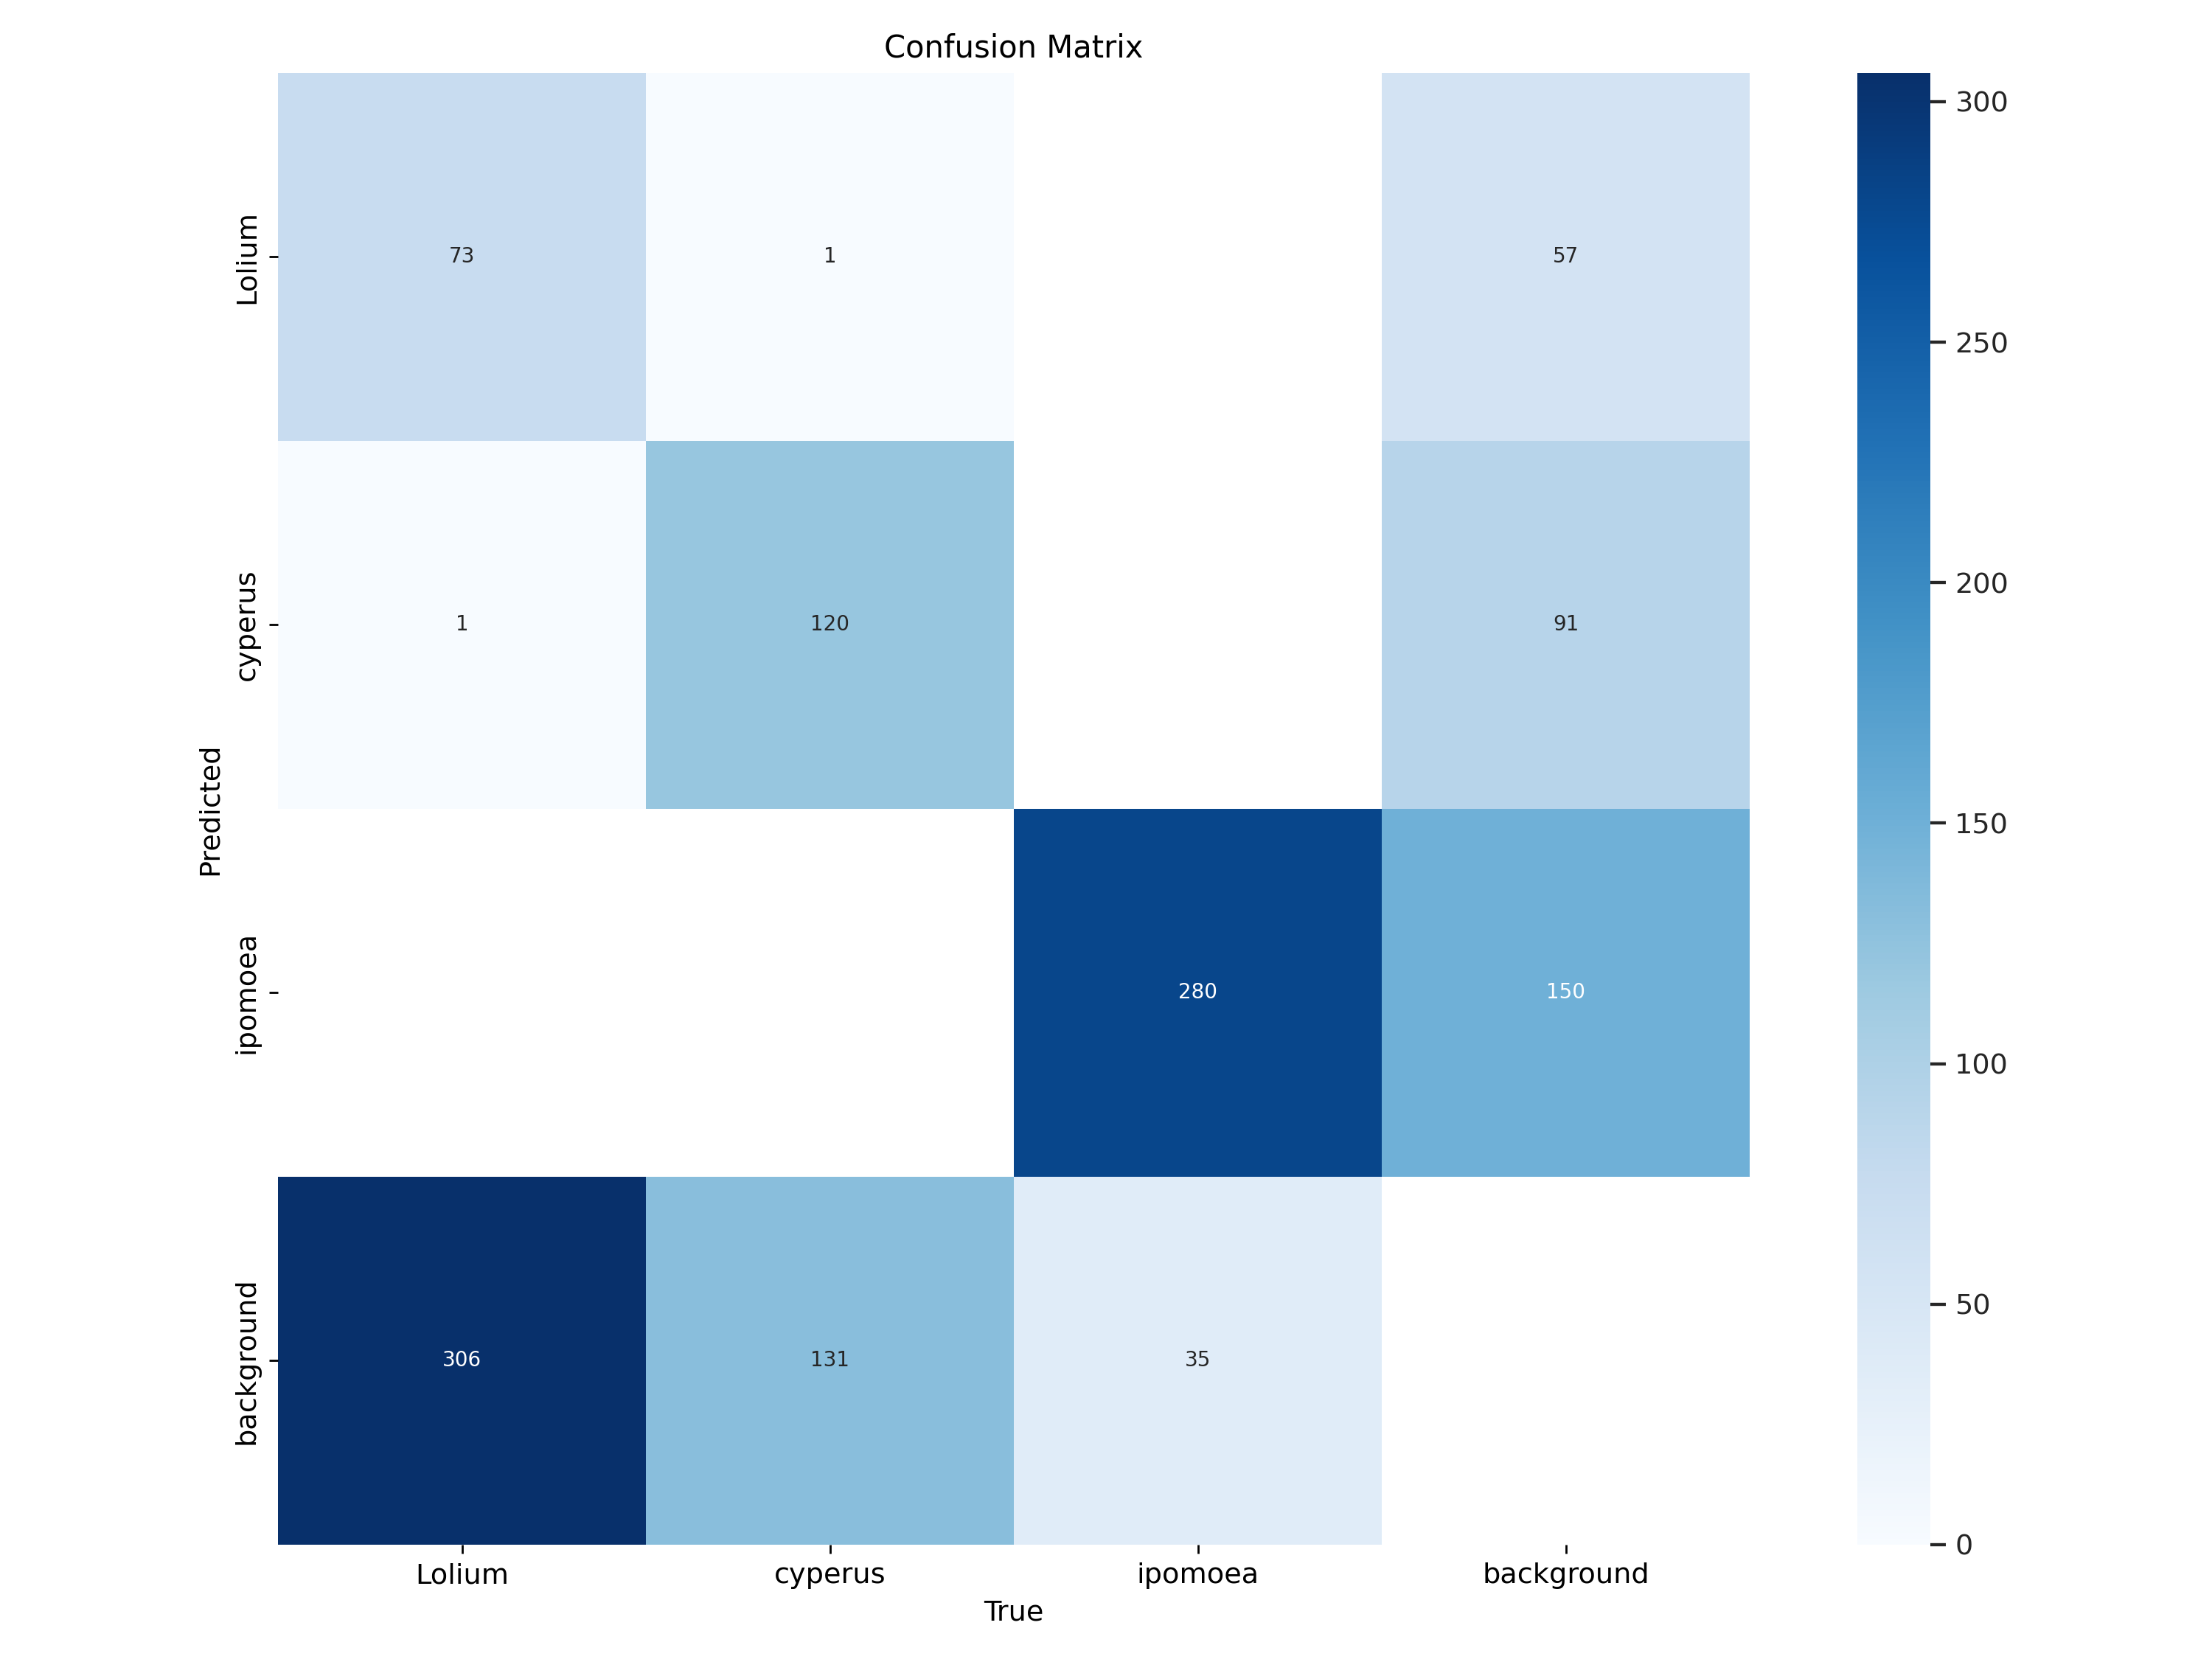 Confusion Matrix
Lolium
73
1
57
cyperus
1
120
91
ipomoea
280
150
background
306
131
35
Predicted
Lolium
cyperus
ipomoea
background
True
300
250
200
150
100
50
0